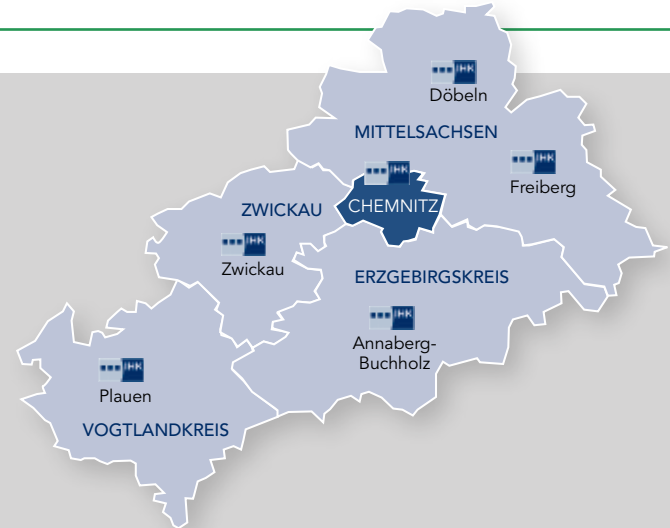 IHK
Döbeln
MITTELSACHSEN
IHK
Freiberg
IHK
CHEMNITZ
ZWICKAU
IHK
Zwickau
ERZGEBIRGSKREIS
IHK
Annaberg-
Buchholz
IHK
Plauen
VOGTLANDKREIS